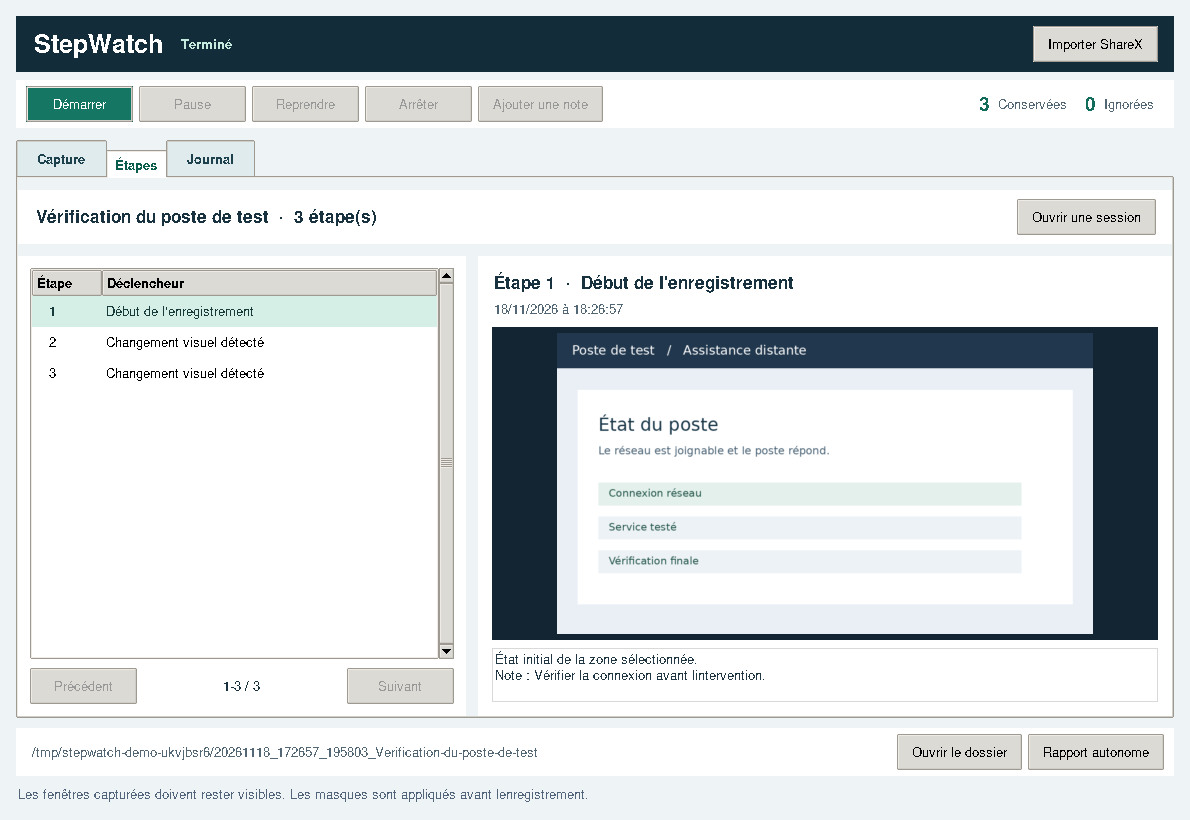 StepWatch Terminé Importer ShareX
Démarrer Pause Reprendre Arrêter Ajouter une note 3 Conservées 0 Ignorées
Capture Étapes Journal
Vérification du poste de test · 3 étape(s) Ouvrir une session
Étape Déclencheur
1 Début de l'enregistrement
2 Changement visuel détecté
3 Changement visuel détecté
Précédent 1-3 / 3 Suivant
Étape 1 · Début de l'enregistrement
18/11/2026 à 18:26:57
Poste de test / Assistance distante
État du poste
Le réseau est joignable et le poste répond.
Connexion réseau
Service testé
Vérification finale
État initial de la zone sélectionnée.
Note : Vérifier la connexion avant lintervention.
/tmp/stepwatch-demo-ukvjbsr6/20261118_172657_195803_Verification-du-poste-de-test Ouvrir le dossier Rapport autonome
Les fenêtres capturées doivent rester visibles. Les masques sont appliqués avant lenregistrement.